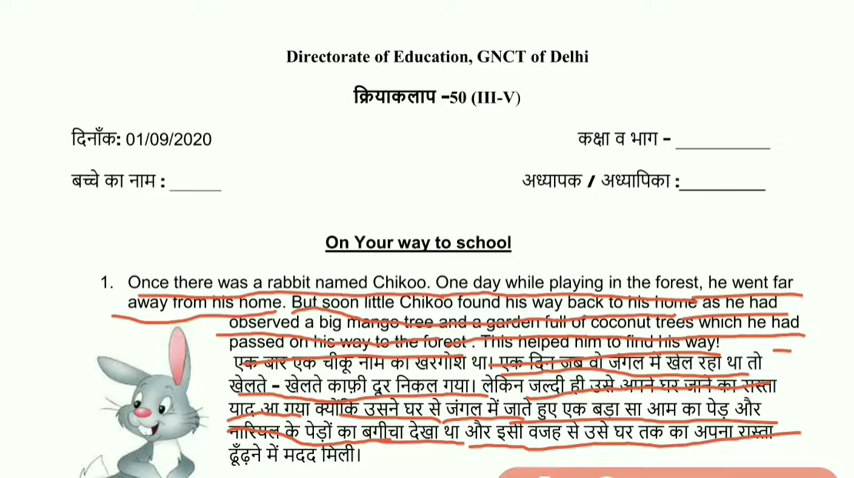 Directorate of Education, GNCT of Delhi
क्रियाकलाप –50 (III-V)
दिनाँक: 01/09/2020 कक्षा व भाग – ________
बच्चे का नाम : _____ अध्यापक / अध्यापिका :________
On Your way to school
1. Once there was a rabbit named Chikoo. One day while playing in the forest, he went far
away from his home. But soon little Chikoo found his way back to his home as he had
observed a big mango tree and a garden full of coconut trees which he had
passed on his way to the forest . This helped him to find his way!
एक बार एक चीकू नाम का खरगोश था। एक दिन जब वो जंगल में खेल रहा था तो
खेलते – खेलते काफ़ी दूर निकल गया। लेकिन जल्दी ही उसे अपने घर जाने का रास्ता
याद आ गया क्योंकि उसने घर से जंगल में जाते हुए एक बड़ा सा आम का पेड़ और
नारियल के पेड़ों का बगीचा देखा था और इसी वजह से उसे घर तक का अपना रास्ता
ढूँढ़ने में मदद मिली।